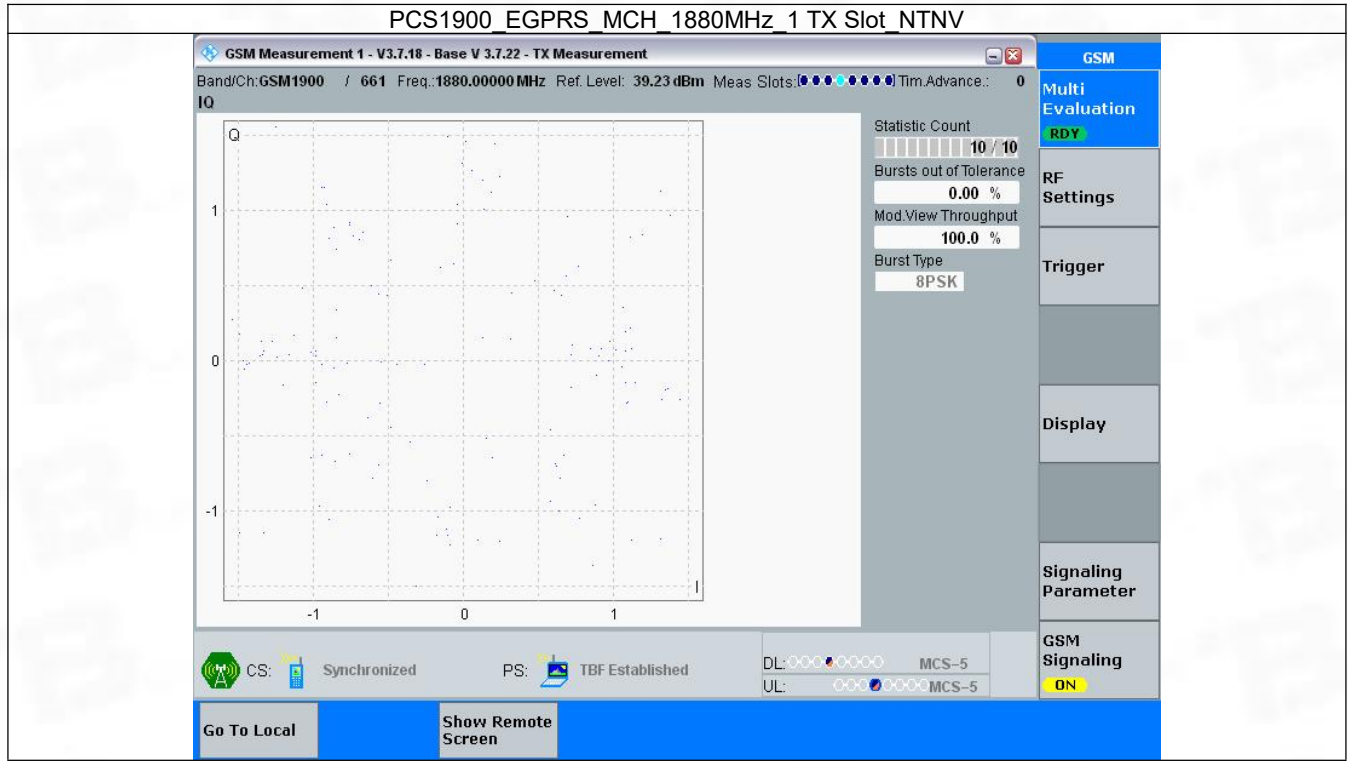 PCS1900_EGPRS_MCH_1880MHz_1 TX Slot_NTNV
GSM Measurement 1 - V3.7.18 - Base V 3.7.22 - TX Measurement
GSM
Band/Ch:GSM1900 / 661 Freq.:1880.00000 MHz Ref. Level: 39.23 dBm Meas Slots: Tim.Advance.: 0
IQ
Multi
Evaluation
RDY
Q
Statistic Count
10 / 10
Bursts out of Tolerance
0.00 %
Mod.View Throughput
100.0 %
Burst Type
8PSK
1
0
-1
I
-1 0 1
RF
Settings
Trigger
Display
Signaling
Parameter
GSM
Signaling
ON
CS: Synchronized PS: TBF Established
DL: MCS-5
UL: MCS-5
Go To Local
Show Remote
Screen